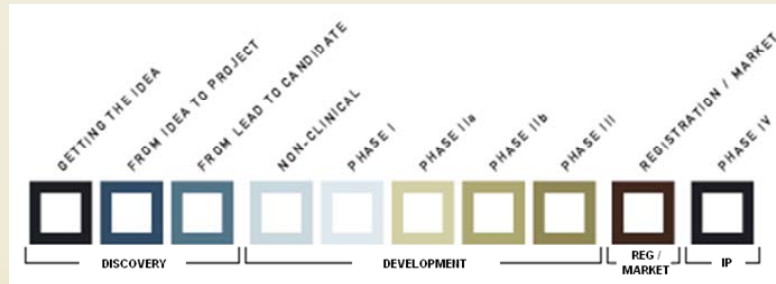 GETTING THE IDEA
FROM IDEA TO PROJECT
FROM LEAD TO CANDIDATE
NON-CLINICAL
PHASE I
PHASE IIa
PHASE IIb
PHASE III
REGISTRATION / MARKET
PHASE IV
DISCOVERY
DEVELOPMENT
REG /
MARKET
IP